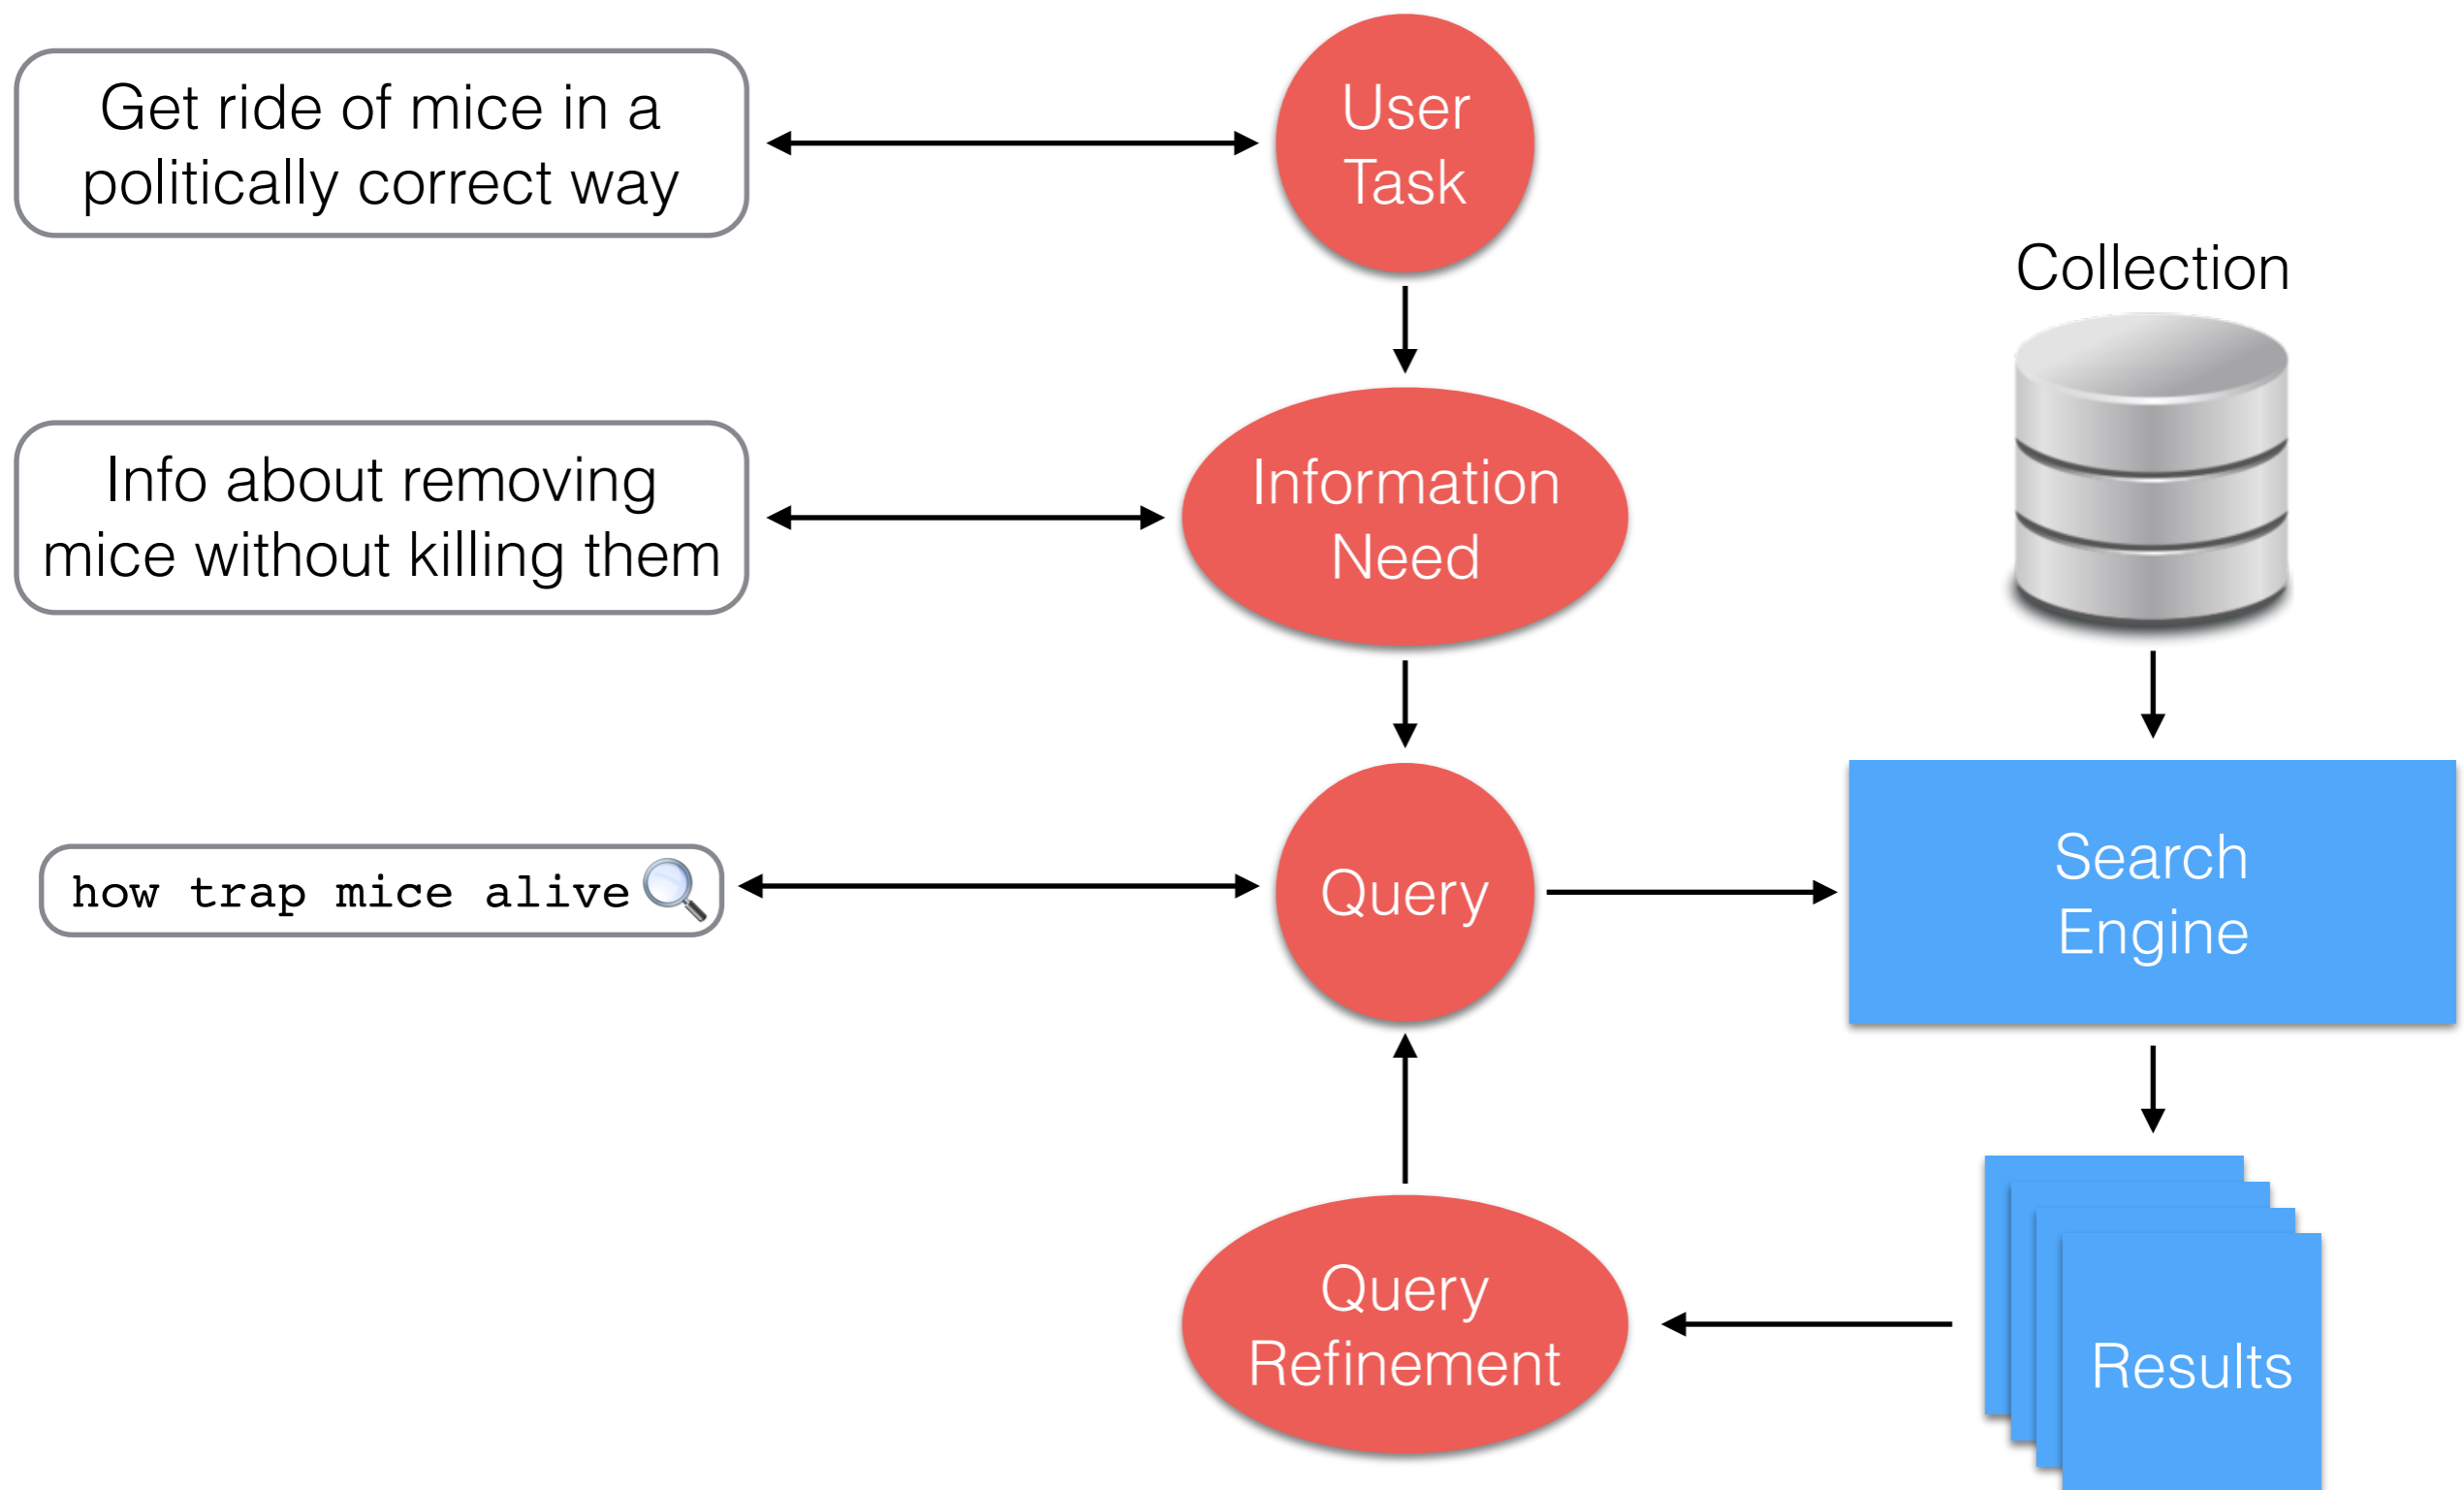 Get ride of mice in a
politically correct way
User
Task
Collection
Info about removing
mice without killing them
Information
Need
how trap mice alive
Query
Search
Engine
Query
Refinement
Results